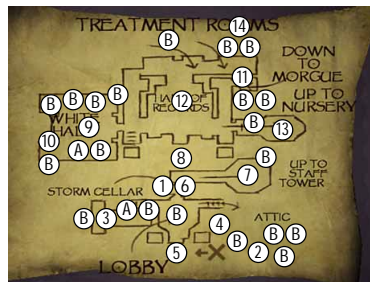 TREATMENT ROOMS
14
B
B B
DOWN
TO
MORGUE
11
B B B B
12
B B
UP TO
NURSERY
HALL OF
RECORDS
WHITE
HALL
9
B
13
10
A B
B
8
B
7
UP TO
STAFF
TOWER
STORM CELLAR
1 6
B 3 A B
B
4
ATTIC
B B
B 2 B
5
X
LOBBY